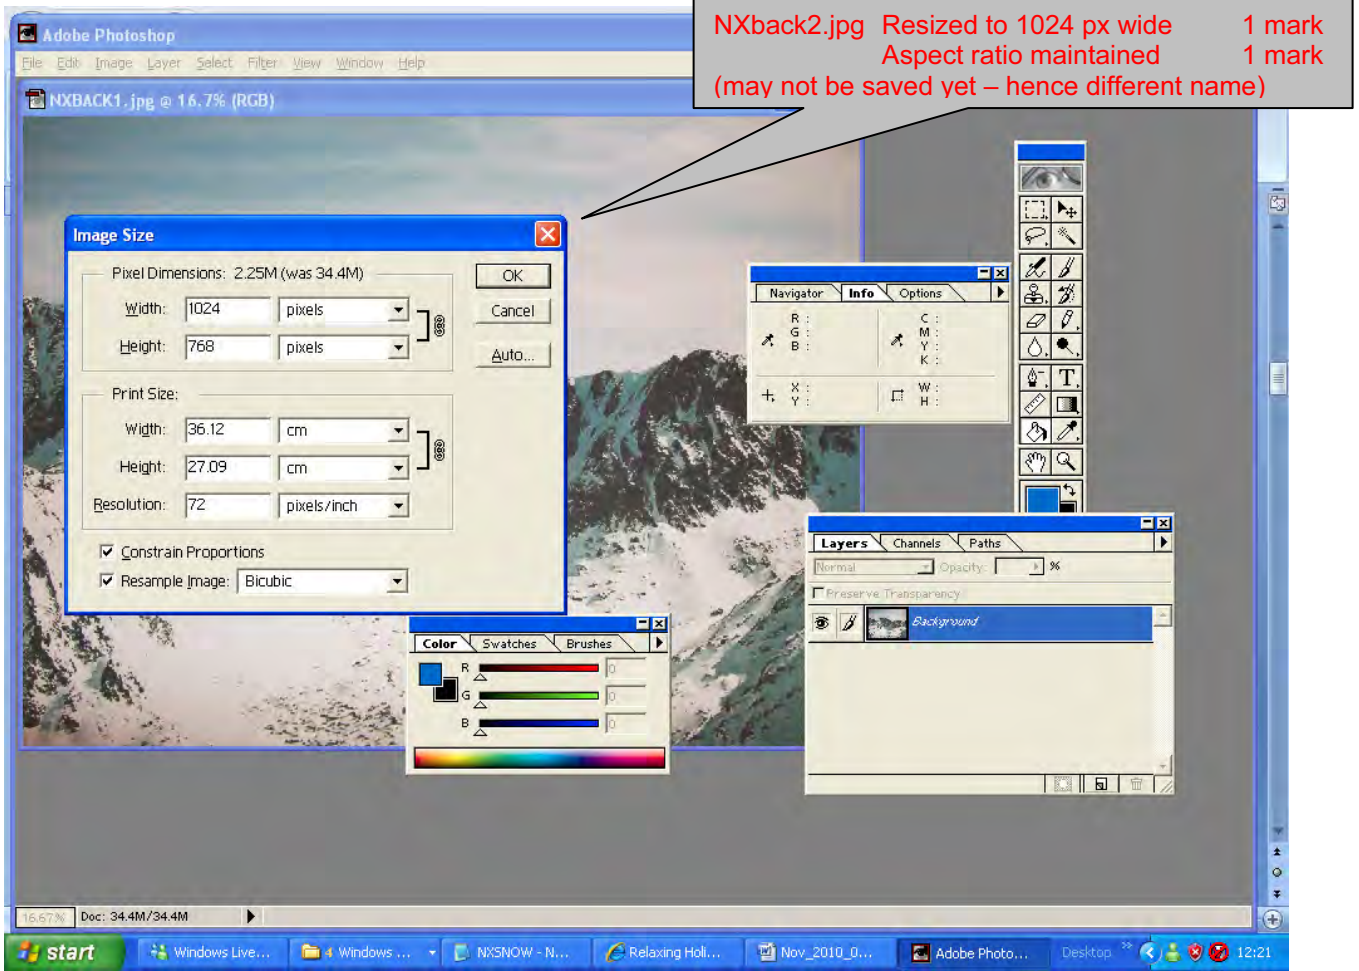 NXback2.jpg Resized to 1024 px wide 1 mark
Aspect ratio maintained 1 mark
(may not be saved yet – hence different name)
Adobe Photoshop
File Edit Image Layer Select Filter View Window Help
NXBACK1.jpg @ 16.7% (RGB)
Image Size
Pixel Dimensions: 2.25M (was 34.4M)
Width: 1024 pixels
Height: 768 pixels
Print Size:
Width: 36.12 cm
Height: 27.09 cm
Resolution: 72 pixels/inch
Constrain Proportions
Resample Image: Bicubic
OK
Cancel
Auto...
Navigator Info Options
R :
G :
B :
C :
M :
Y :
K :
X :
Y :
W :
H :
T
Layers Channels Paths
Normal Opacity: %
Preserve Transparency
Background
Color Swatches Brushes
R 0
G 0
B 0
16.67% Doc: 34.4M/34.4M
start Windows Live... 4 Windows ... NXSNOW - N... Relaxing Holi... Nov_2010_0... Adobe Photo... Desktop » 12:21